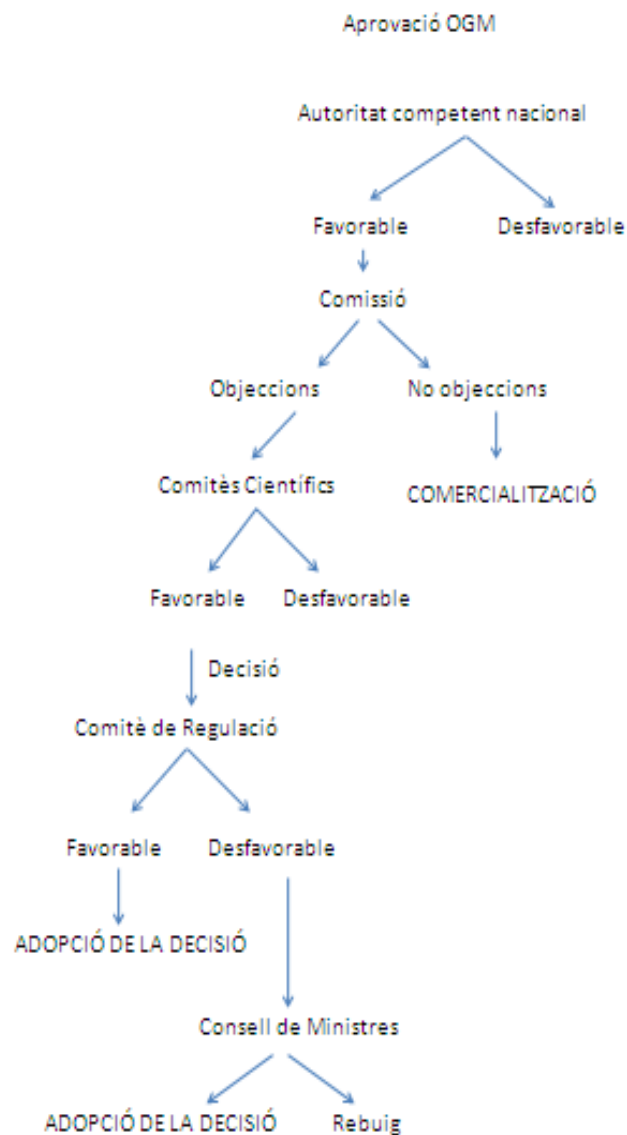 Aprovació OGM
Autoritat competent nacional
Favorable Desfavorable
Comissió
Objeccions No objeccions
Comitès Científics COMERCIALITZACIÓ
Favorable Desfavorable
Decisió
Comitè de Regulació
Favorable Desfavorable
ADOPCIÓ DE LA DECISIÓ
Consell de Ministres
ADOPCIÓ DE LA DECISIÓ Rebuig